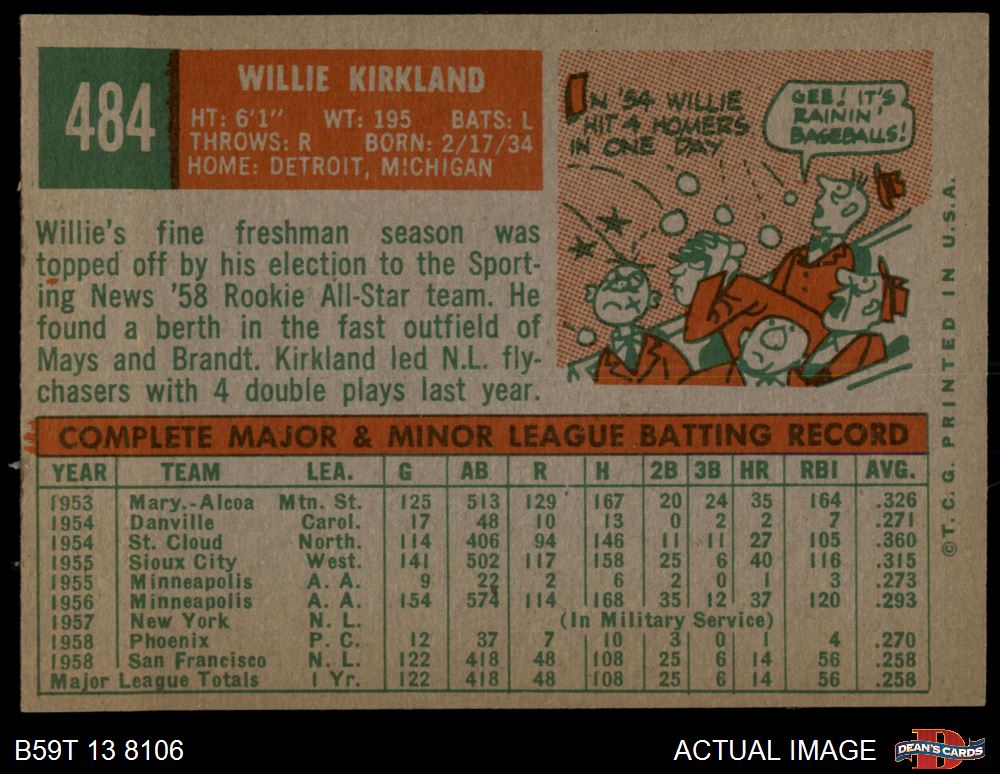 484
WILLIE KIRKLAND
HT: 6'1" WT: 195 BATS: L
THROWS: R BORN: 2/17/34
HOME: DETROIT, MICHIGAN
IN '54 WILLIE
HIT 4 HOMERS
IN ONE DAY
GEE! IT'S
RAININ'
BASEBALLS!
Willie's fine freshman season was
topped off by his election to the Sport-
ing News '58 Rookie All-Star team. He
found a berth in the fast outfield of
Mays and Brandt. Kirkland led N.L. fly-
chasers with 4 double plays last year.
COMPLETE MAJOR & MINOR LEAGUE BATTING RECORD
YEAR TEAM LEA. G AB R H 2B 3B HR RBI AVG.
1953 Mary.-Alcoa Mtn. St. 125 513 129 167 20 24 35 164 .326
1954 Danville Carol. 17 48 10 13 0 2 2 7 .271
1954 St. Cloud North. 114 406 94 146 11 11 27 105 .360
1955 Sioux City West. 141 502 117 158 25 6 40 116 .315
1955 Minneapolis A. A. 9 22 2 6 2 0 1 3 .273
1956 Minneapolis A. A. 154 574 114 168 35 12 37 120 .293
1957 New York N. L. (In Military Service)
1958 Phoenix P. C. 12 37 7 10 3 0 1 4 .270
1958 San Francisco N. L. 122 418 48 108 25 6 14 56 .258
Major League Totals 1 Yr. 122 418 48 108 25 6 14 56 .258
©T.C.G. PRINTED IN U.S.A.
B59T 13 8106
ACTUAL IMAGE
DEAN'S CARDS